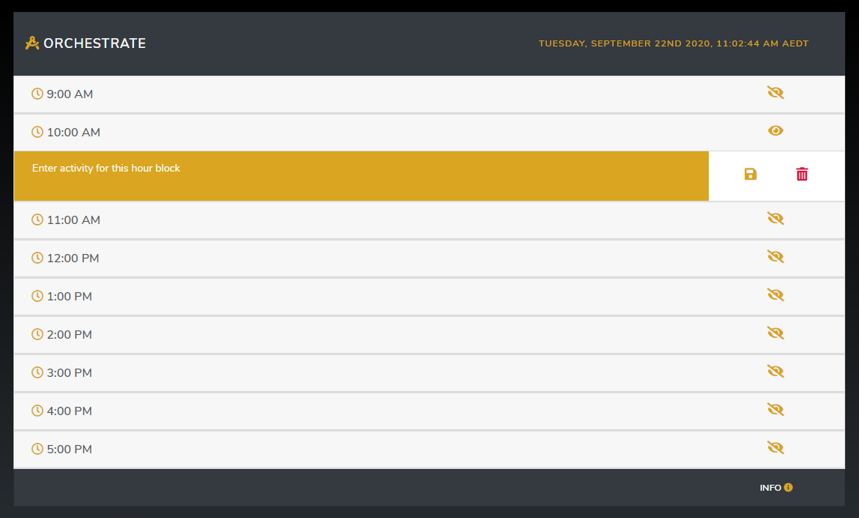 ORCHESTRATE
TUESDAY, SEPTEMBER 22ND 2020, 11:02:44 AM AEDT
9:00 AM
10:00 AM
Enter activity for this hour block
11:00 AM
12:00 PM
1:00 PM
2:00 PM
3:00 PM
4:00 PM
5:00 PM
INFO